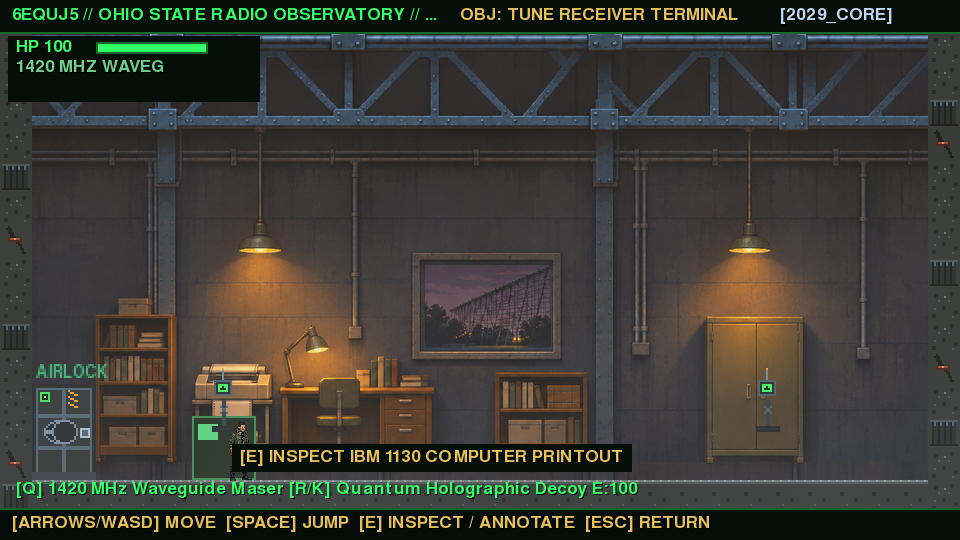 6EQUJ5 // OHIO STATE RADIO OBSERVATORY // ... OBJ: TUNE RECEIVER TERMINAL [2029_CORE]
HP 100
1420 MHZ WAVEG
AIRLOCK
[E] INSPECT IBM 1130 COMPUTER PRINTOUT
[Q] 1420 MHz Waveguide Maser [R/K] Quantum Holographic Decoy E:100
[ARROWS/WASD] MOVE [SPACE] JUMP [E] INSPECT / ANNOTATE [ESC] RETURN